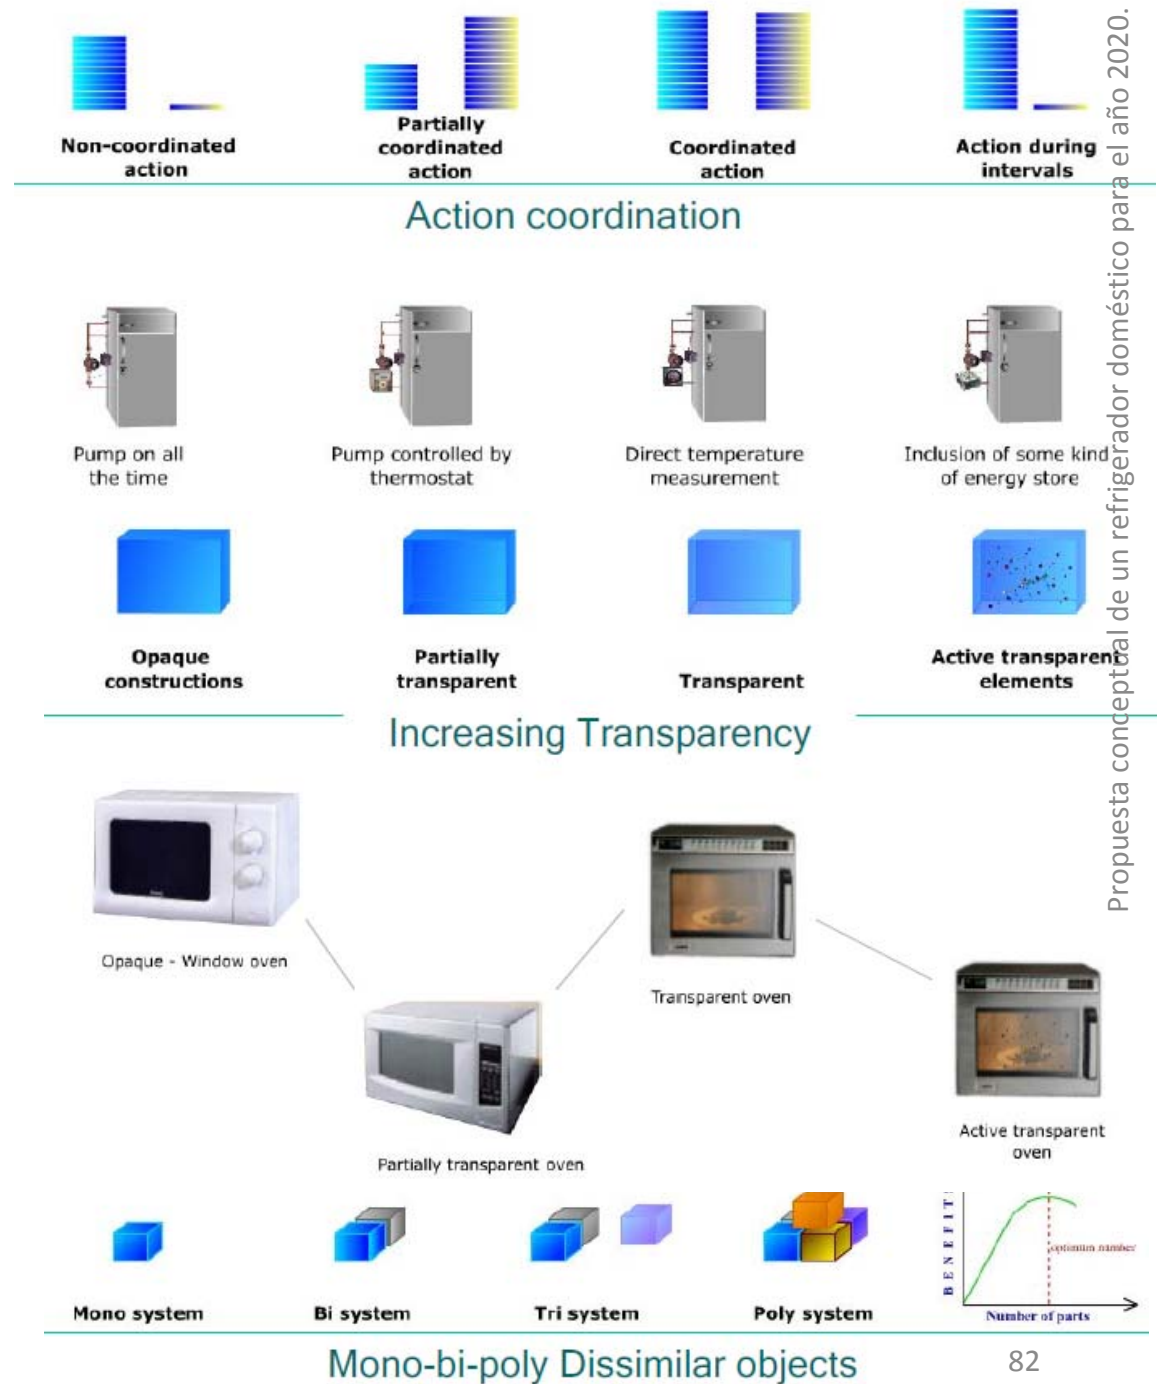 Non-coordinated
action
Partially
coordinated
action
Coordinated
action
Action during
intervals
Action coordination
Pump on all
the time
Pump controlled by
thermostat
Direct temperature
measurement
Inclusion of some kind
of energy store
Opaque
constructions
Partially
transparent
Transparent
Active transparent
elements
Increasing Transparency
Opaque - Window oven
Partially transparent oven
Transparent oven
Active transparent
oven
Mono system
Bi system
Tri system
Poly system
BENEFIT
optimum number
Number of parts
Mono-bi-poly Dissimilar objects
82
Propuesta conceptual de un refrigerador doméstico para el año 2020.